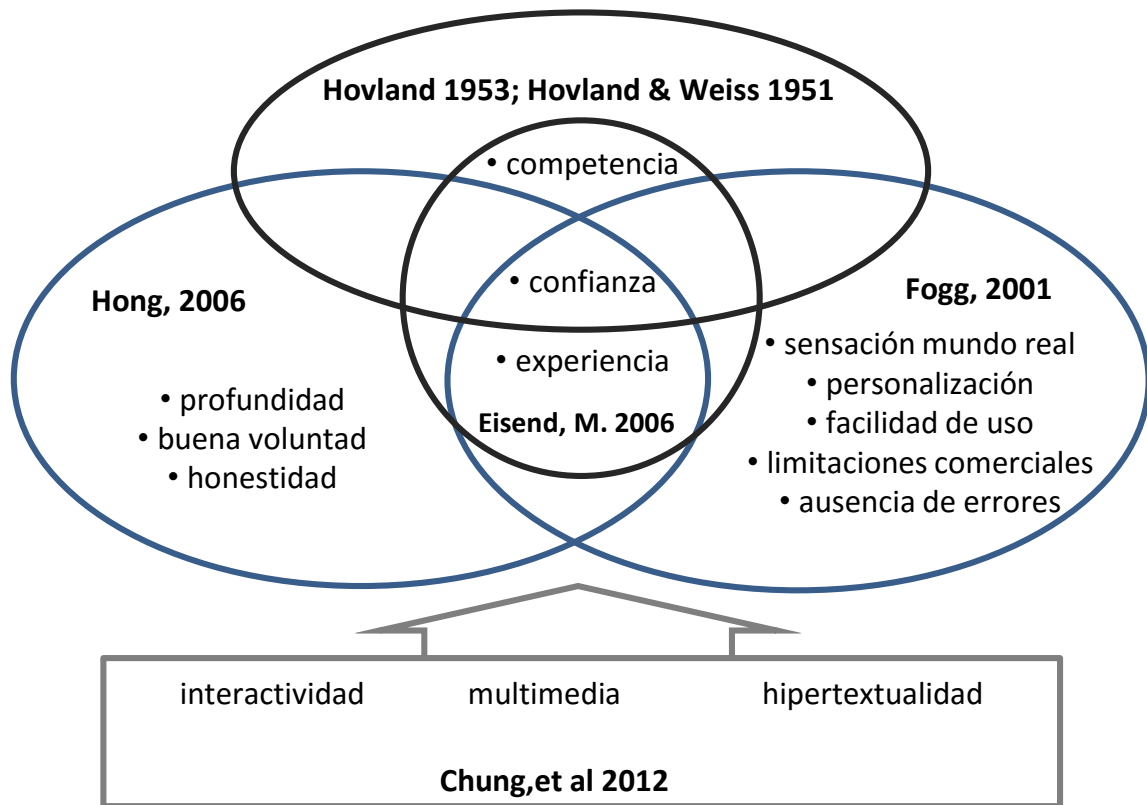 Hovland 1953; Hovland & Weiss 1951
• competencia
• confianza
Hong, 2006
• profundidad
• buena voluntad
• honestidad
• experiencia
Eisend, M. 2006
Fogg, 2001
• sensación mundo real
• personalización
• facilidad de uso
• limitaciones comerciales
• ausencia de errores
interactividad multimedia hipertextualidad
Chung,et al 2012